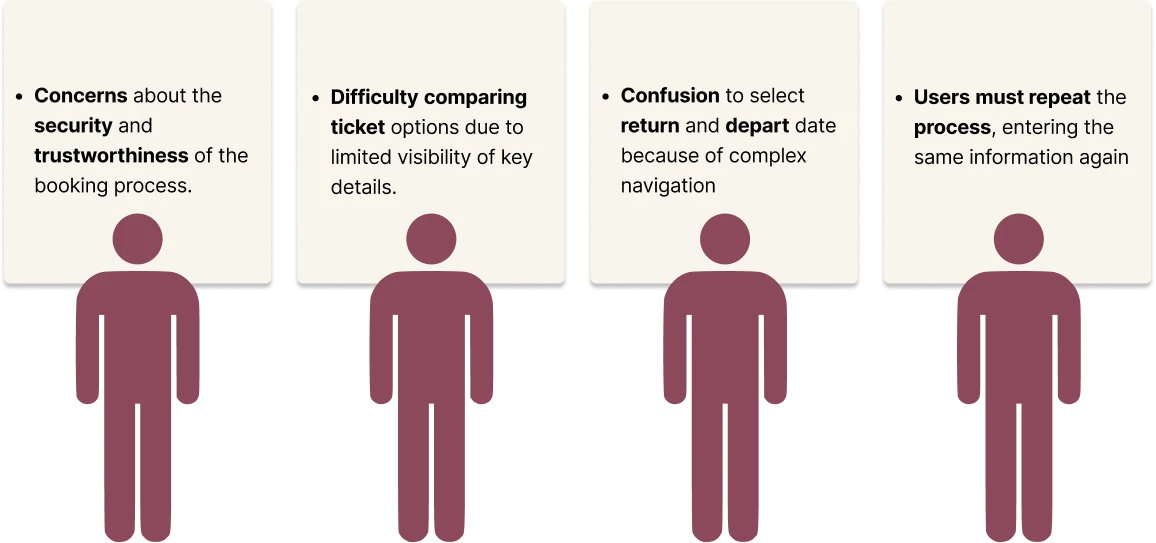 • Concerns about the
security and
trustworthiness of the
booking process.
• Difficulty comparing
ticket options due to
limited visibility of key
details.
• Confusion to select
return and depart date
because of complex
navigation
• Users must repeat the
process, entering the
same information again